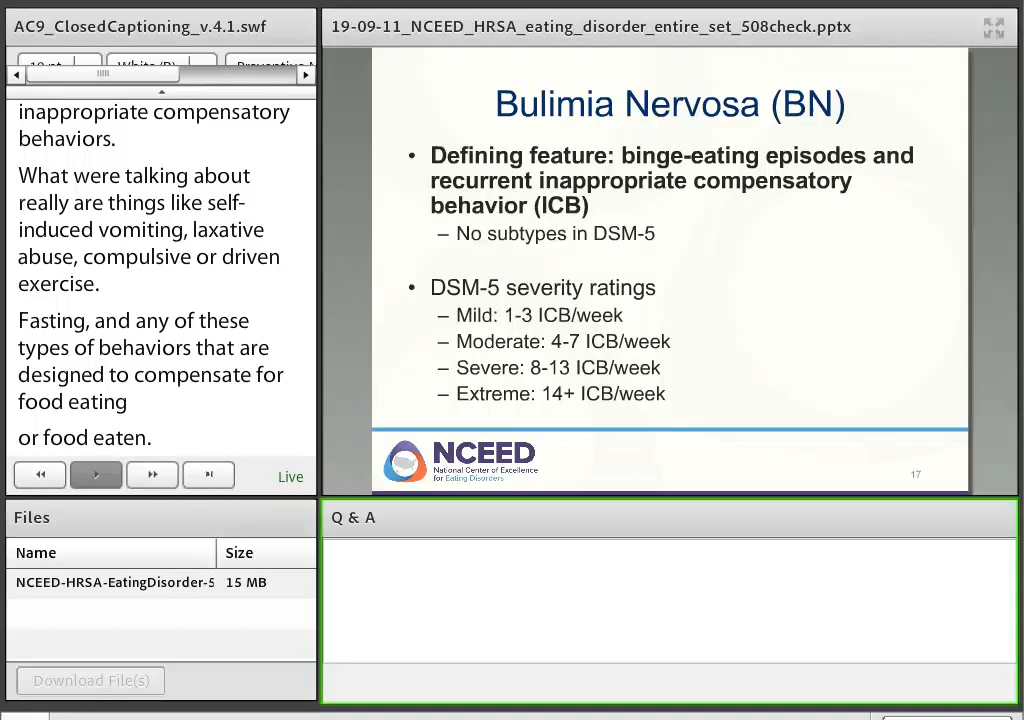 AC9_ClosedCaptioning_v.4.1.swf
inappropriate compensatory
behaviors.
What were talking about
really are things like self-
induced vomiting, laxative
abuse, compulsive or driven
exercise.
Fasting, and any of these
types of behaviors that are
designed to compensate for
food eating
or food eaten.
Live
19-09-11_NCEED_HRSA_eating_disorder_entire_set_508check.pptx
Bulimia Nervosa (BN)
• Defining feature: binge-eating episodes and
recurrent inappropriate compensatory
behavior (ICB)
– No subtypes in DSM-5
• DSM-5 severity ratings
– Mild: 1-3 ICB/week
– Moderate: 4-7 ICB/week
– Severe: 8-13 ICB/week
– Extreme: 14+ ICB/week
NCEED
National Center of Excellence
for Eating Disorders
17
Files
Name Size
NCEED-HRSA-EatingDisorder-5 15 MB
Download File(s)
Q & A